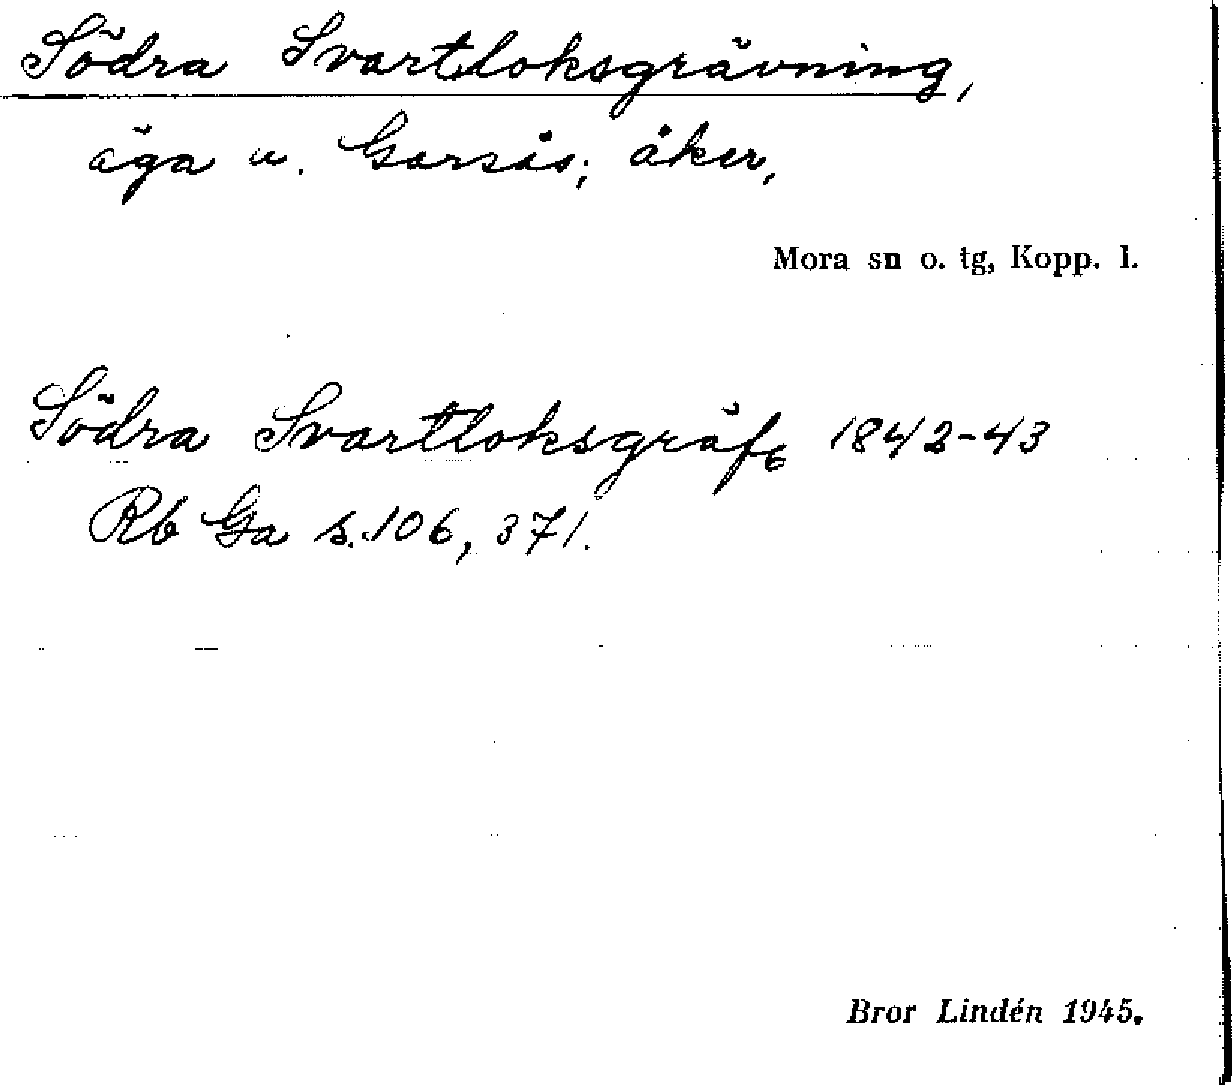 Södra Svartloksgrävning,
äga u. Garsås; åker,
Mora sn o. tg, Kopp. l.
Södra Svartloksgräf 1842-43
Rb Ga s. 106, 371.
Bror Lindén 1945.